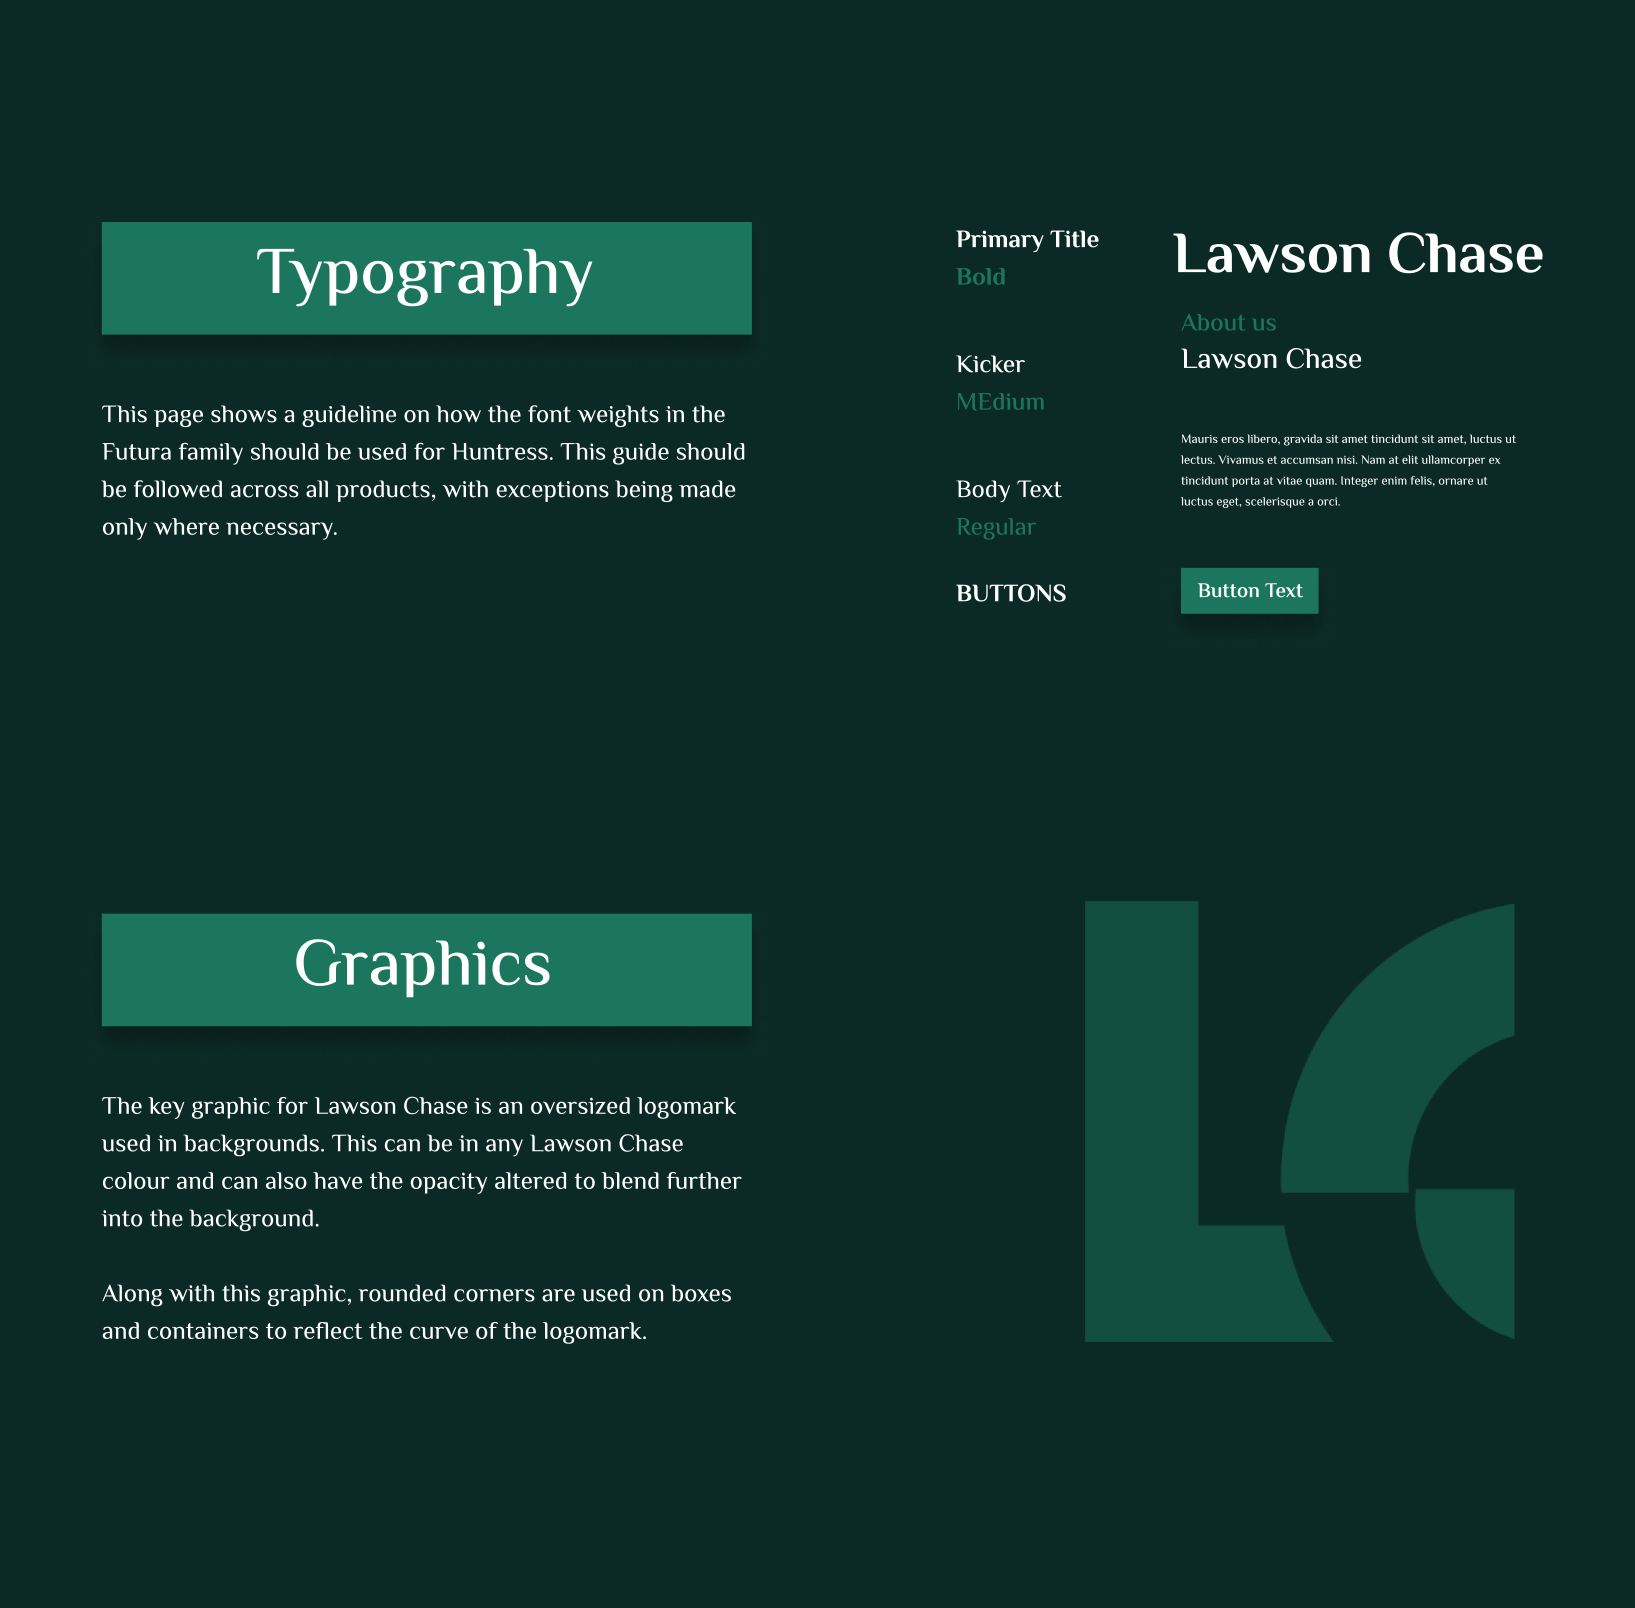 Typography
This page shows a guideline on how the font weights in the
Futura family should be used for Huntress. This guide should
be followed across all products, with exceptions being made
only where necessary.
Primary Title
Bold
Kicker
MEdium
Body Text
Regular
BUTTONS
Lawson Chase
About us
Lawson Chase
Mauris eros libero, gravida sit amet tincidunt sit amet, luctus ut
lectus. Vivamus et accumsan nisi. Nam at elit ullamcorper ex
tincidunt porta at vitae quam. Integer enim felis, ornare ut
luctus eget, scelerisque a orci.
Button Text
Graphics
The key graphic for Lawson Chase is an oversized logomark
used in backgrounds. This can be in any Lawson Chase
colour and can also have the opacity altered to blend further
into the background.
Along with this graphic, rounded corners are used on boxes
and containers to reflect the curve of the logomark.
LC